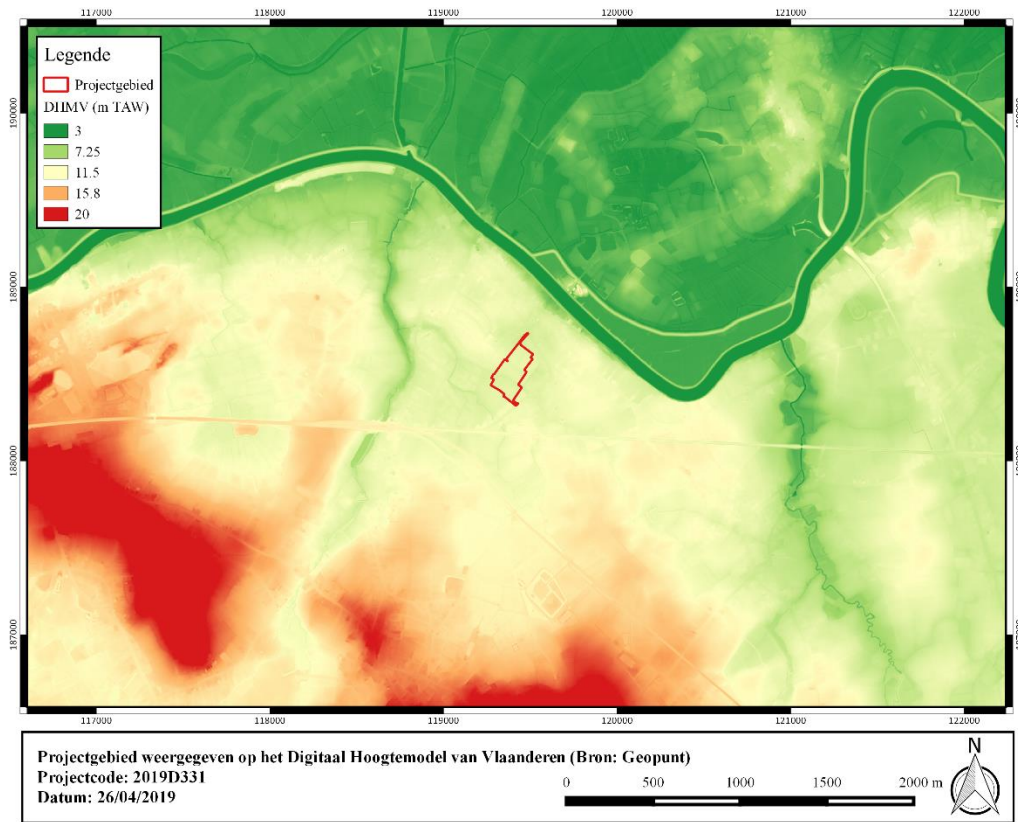 117000 118000 119000 120000 121000 122000
Legende
Projectgebied
DHMV (m TAW)
3
7.25
11.5
15.8
20
190000
189000
188000
187000
117000 118000 119000 120000 121000 122000
Projectgebied weergegeven op het Digitaal Hoogtemodel van Vlaanderen (Bron: Geopunt)
Projectcode: 2019D331
Datum: 26/04/2019
0 500 1000 1500 2000 m
N